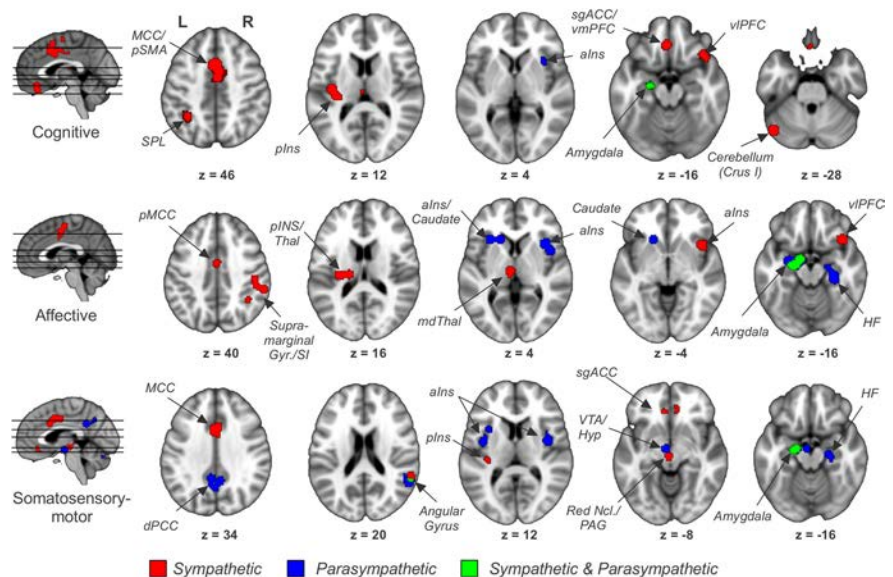 L R
MCC/
pSMA
SPL
pIns
aIns
sgACC/
vmPFC
vlPFC
Amygdala
Cerebellum
(Crus I)
Cognitive
z = 46
z = 12
z = 4
z = -16
z = -28
pMCC
pINS/
Thal
aIns/
Caudate
aIns
Caudate
aIns
vlPFC
Supra-
marginal
Gyr./SI
mdThal
Amygdala
HF
Affective
z = 40
z = 16
z = 4
z = -4
z = -16
MCC
aIns
pIns
sgACC
VTA/
Hyp
HF
dPCC
Angular
Gyrus
Red Ncl./
PAG
Amygdala
Somatosensory-
motor
z = 34
z = 20
z = 12
z = -8
z = -16
Sympathetic Parasympathetic Sympathetic & Parasympathetic